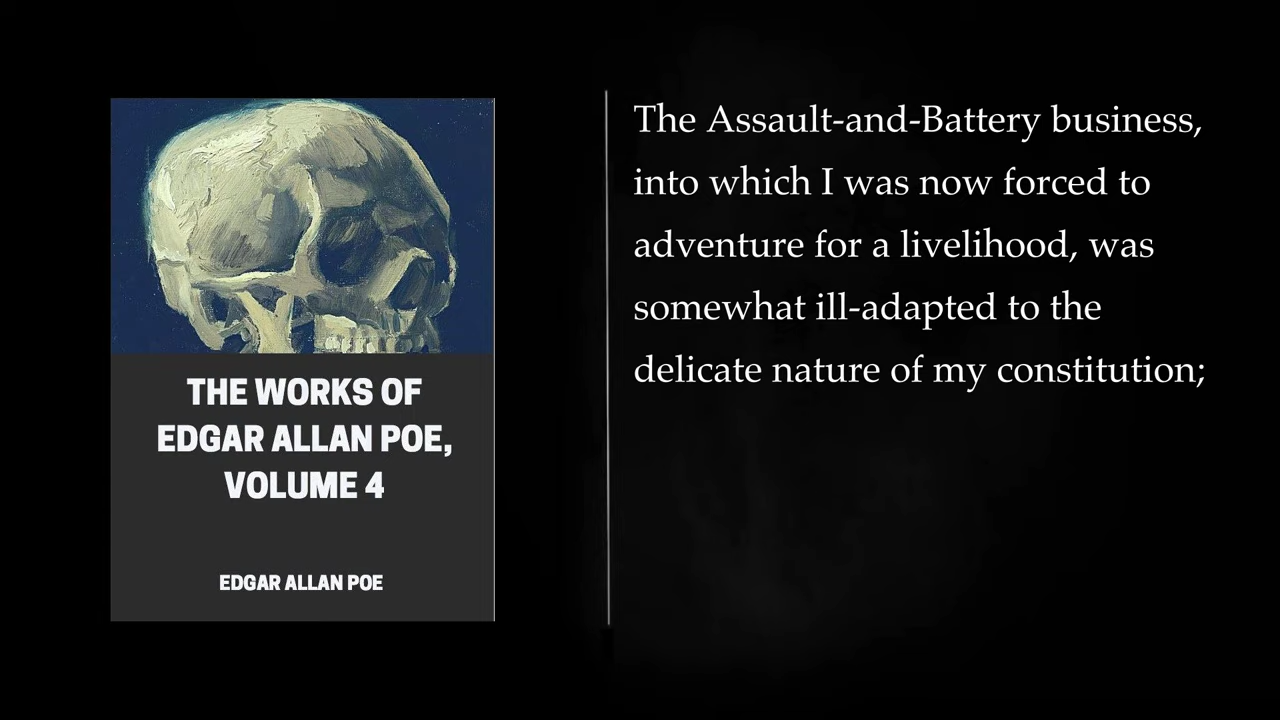 THE WORKS OF
EDGAR ALLAN POE,
VOLUME 4
EDGAR ALLAN POE
The Assault-and-Battery business,
into which I was now forced to
adventure for a livelihood, was
somewhat ill-adapted to the
delicate nature of my constitution;